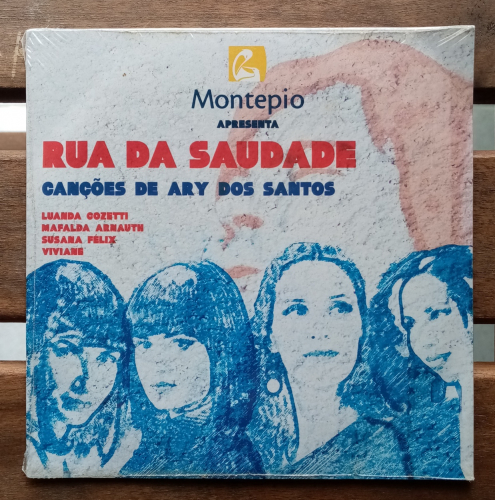 Montepio
APRESENTA
RUA DA SAUDADE
CANÇÕES DE ARY DOS SANTOS
LUANDA COZETTI
MAFALDA ARNAUTH
SUSANA FÉLIX
VIVIANE